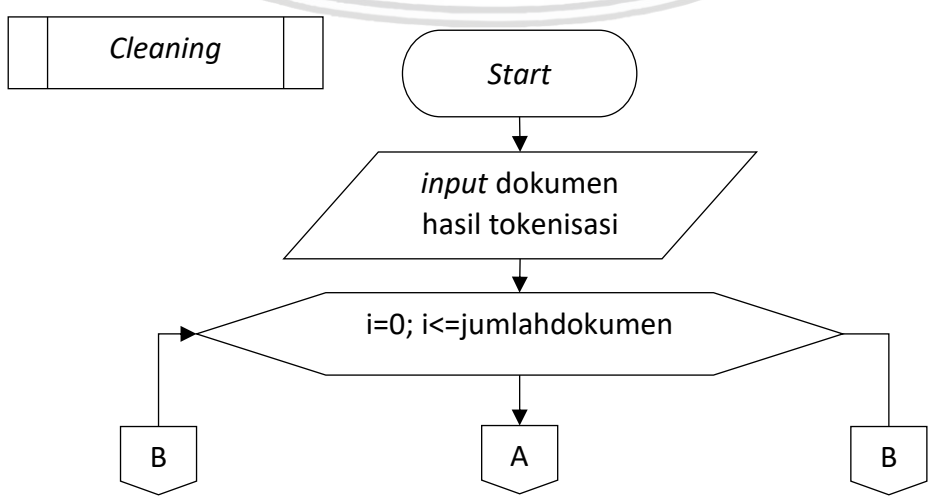 Cleaning
Start
input dokumen
hasil tokenisasi
i=0; i<=jumlahdokumen
B
A
B